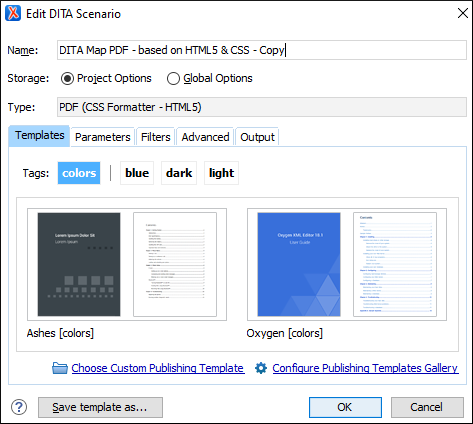 Edit DITA Scenario
Name: DITA Map PDF - based on HTML5 & CSS - Copy
Storage: Project Options Global Options
Type: PDF (CSS Formatter - HTML5)
Templates Parameters Filters Advanced Output
Tags: colors blue dark light
Lorem Ipsum Dolor Sit
Lorem Ipsum
Oxygen XML Editor 19.1
User Guide
Ashes [colors] Oxygen [colors]
Choose Custom Publishing Template Configure Publishing Templates Gallery
? Save template as... OK Cancel